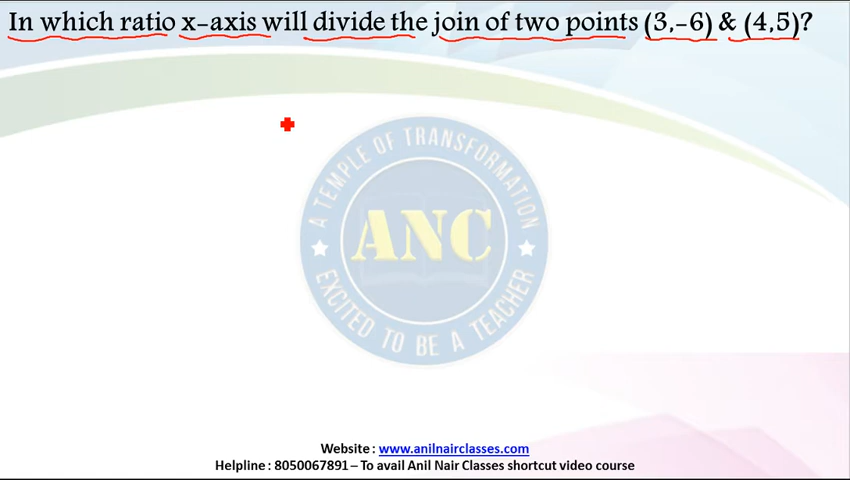 In which ratio x-axis will divide the join of two points (3,-6) & (4,5)?
A TEMPLE OF TRANSFORMATION
ANC
EXCITED TO BE A TEACHER
Website : www.anilnairclasses.com
Helpline : 8050067891 – To avail Anil Nair Classes shortcut video course